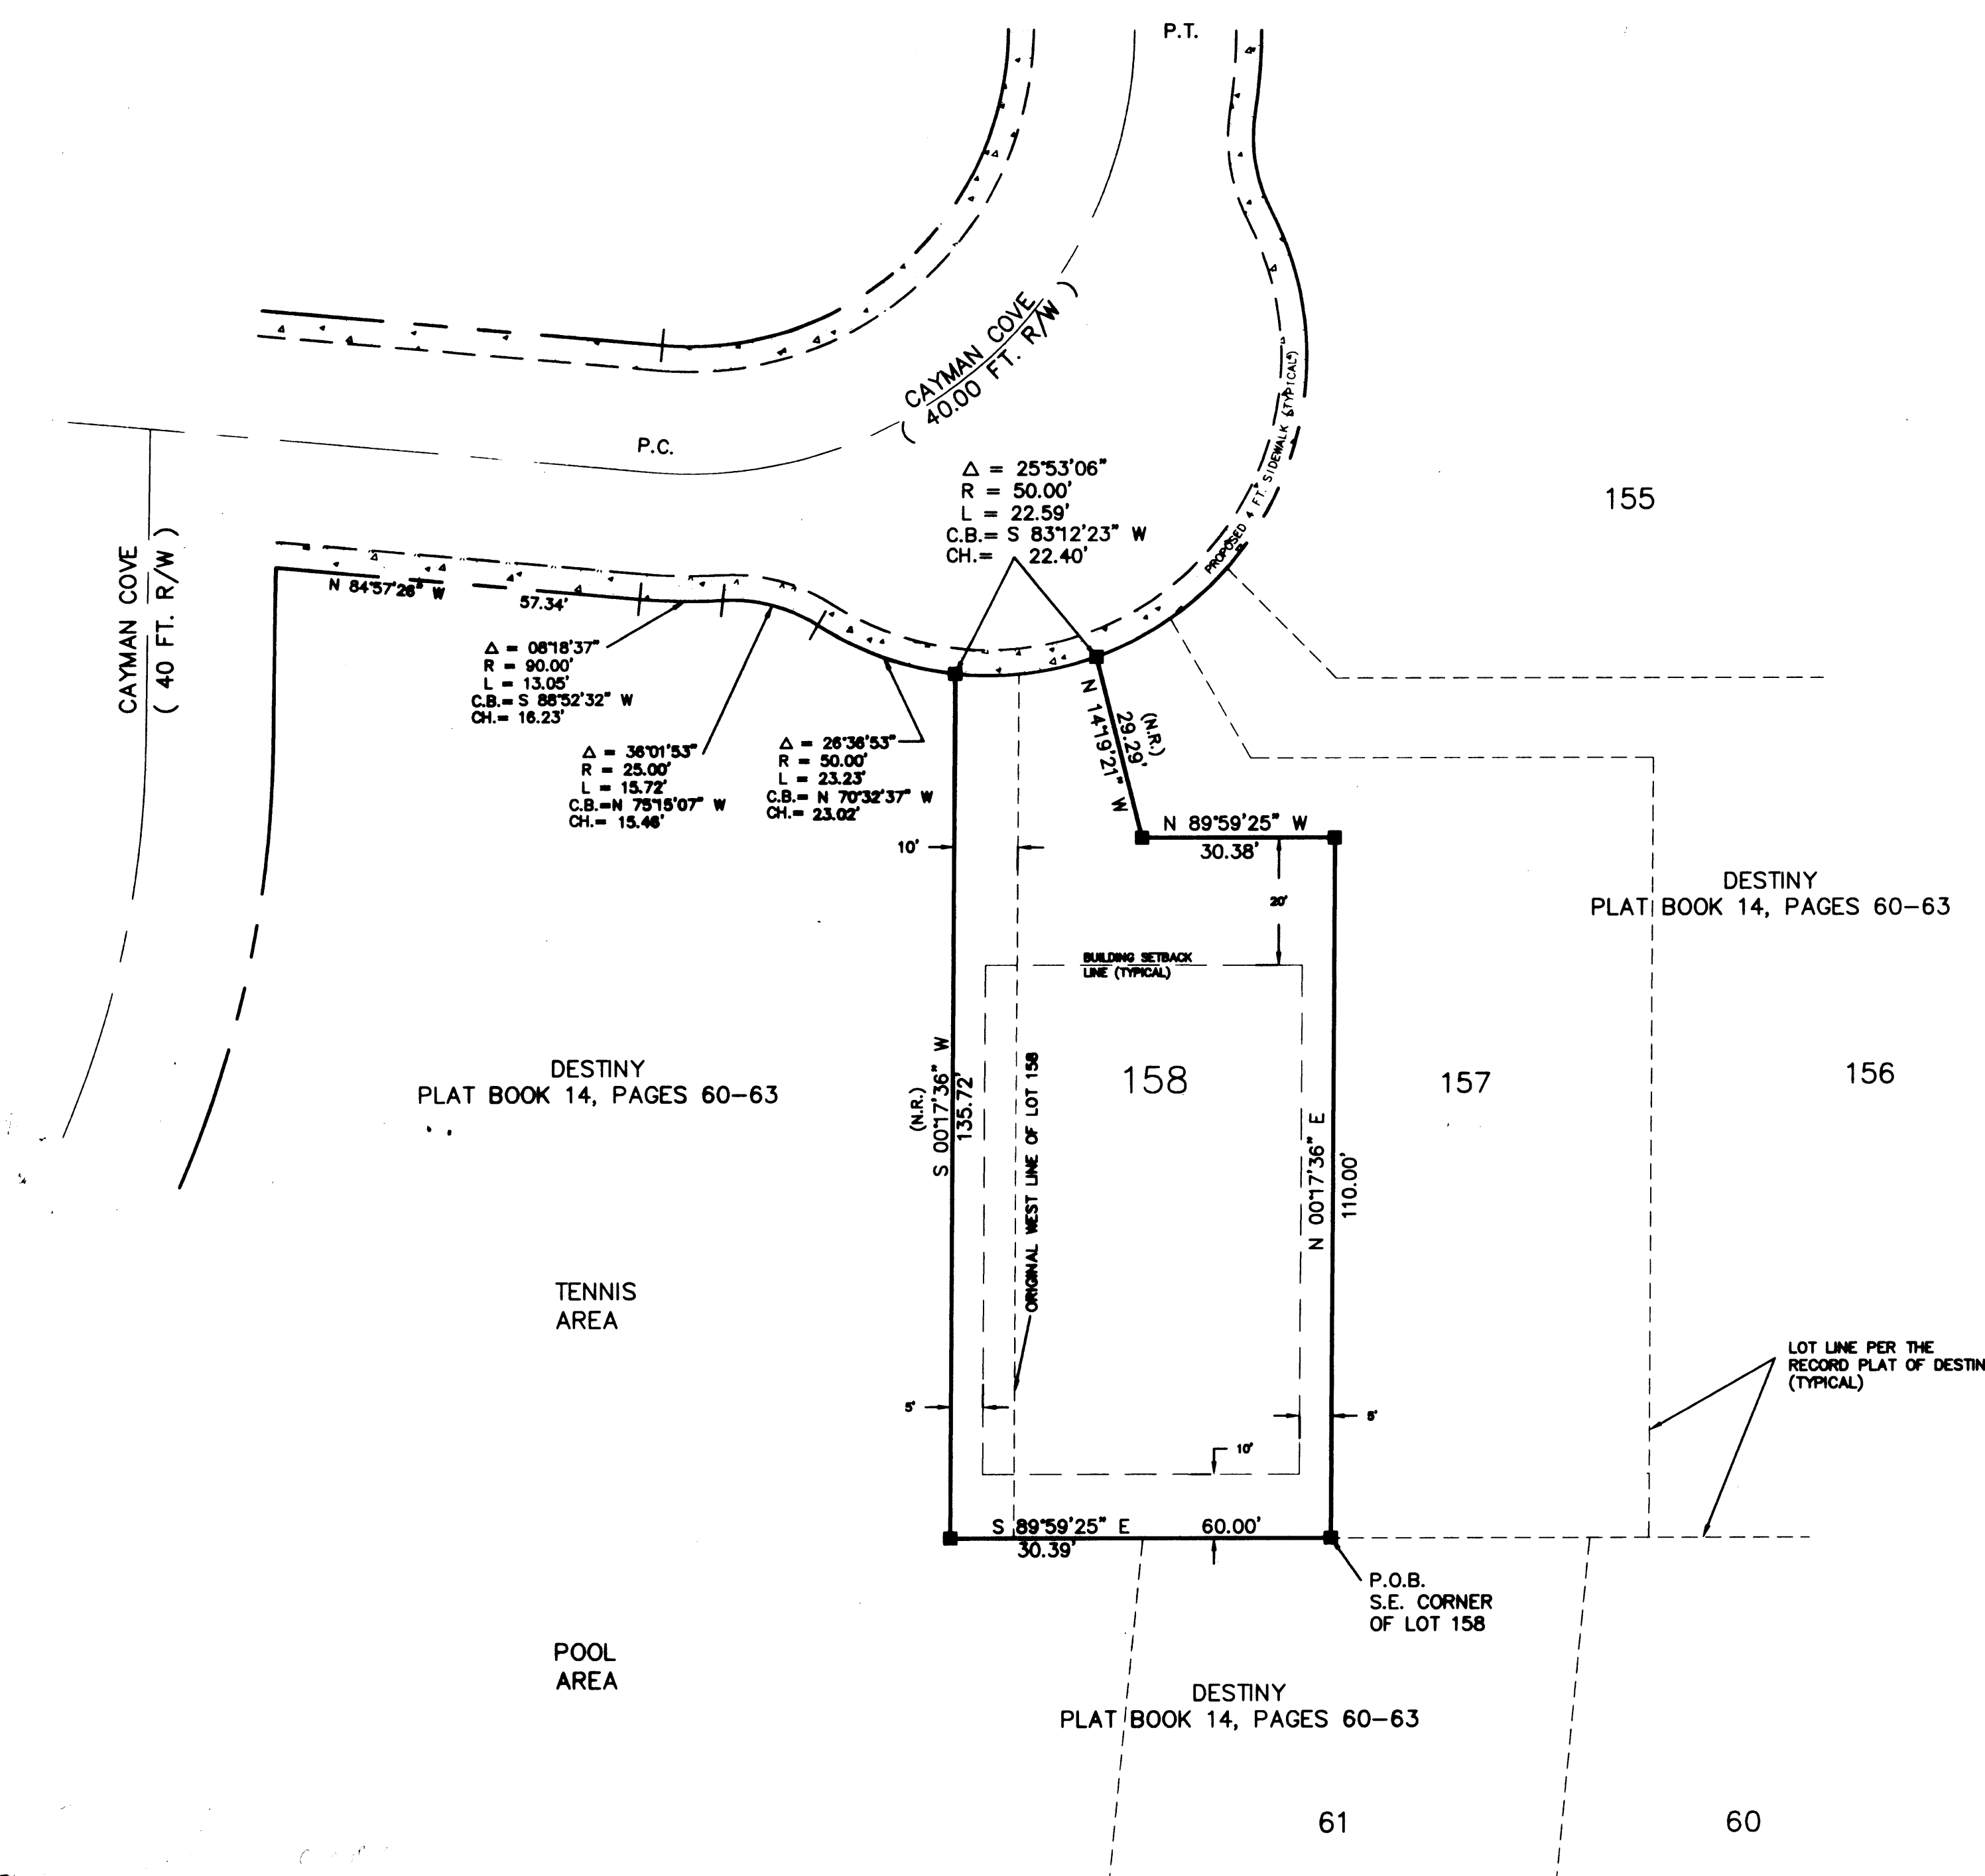 P.T.
CAYMAN COVE
( 40.00 FT. R/W )
P.C.
CAYMAN COVE
( 40 FT. R/W )
Δ = 25°53'06"
R = 50.00'
L = 22.59'
C.B.= S 83°12'23" W
CH.= 22.40'
PROPOSED 4 FT. SIDEWALK (TYPICAL)
155
N 84°57'26" W
57.34'
Δ = 08°18'37"
R = 90.00'
L = 13.05'
C.B.= S 88°52'32" W
CH.= 16.23'
Δ = 36°01'53"
R = 25.00'
L = 15.72'
C.B.=N 75°15'07" W
CH.= 15.46'
Δ = 26°36'53"
R = 50.00'
L = 23.23'
C.B.= N 70°32'37" W
CH.= 23.02'
(N.R.)
29.29'
N 14°19'21" W
N 89°59'25" W
30.38'
10'
20'
DESTINY
PLAT BOOK 14, PAGES 60-63
BUILDING SETBACK
LINE (TYPICAL)
DESTINY
PLAT BOOK 14, PAGES 60-63
(N.R.)
S 00°17'36" W
135.72'
ORIGINAL WEST LINE OF LOT 158
158
157
156
N 00°17'36" E
110.00'
TENNIS
AREA
LOT LINE PER THE
RECORD PLAT OF DESTIN
(TYPICAL)
5'
5'
10'
S 89°59'25" E 60.00'
30.39'
P.O.B.
S.E. CORNER
OF LOT 158
POOL
AREA
DESTINY
PLAT BOOK 14, PAGES 60-63
61
60